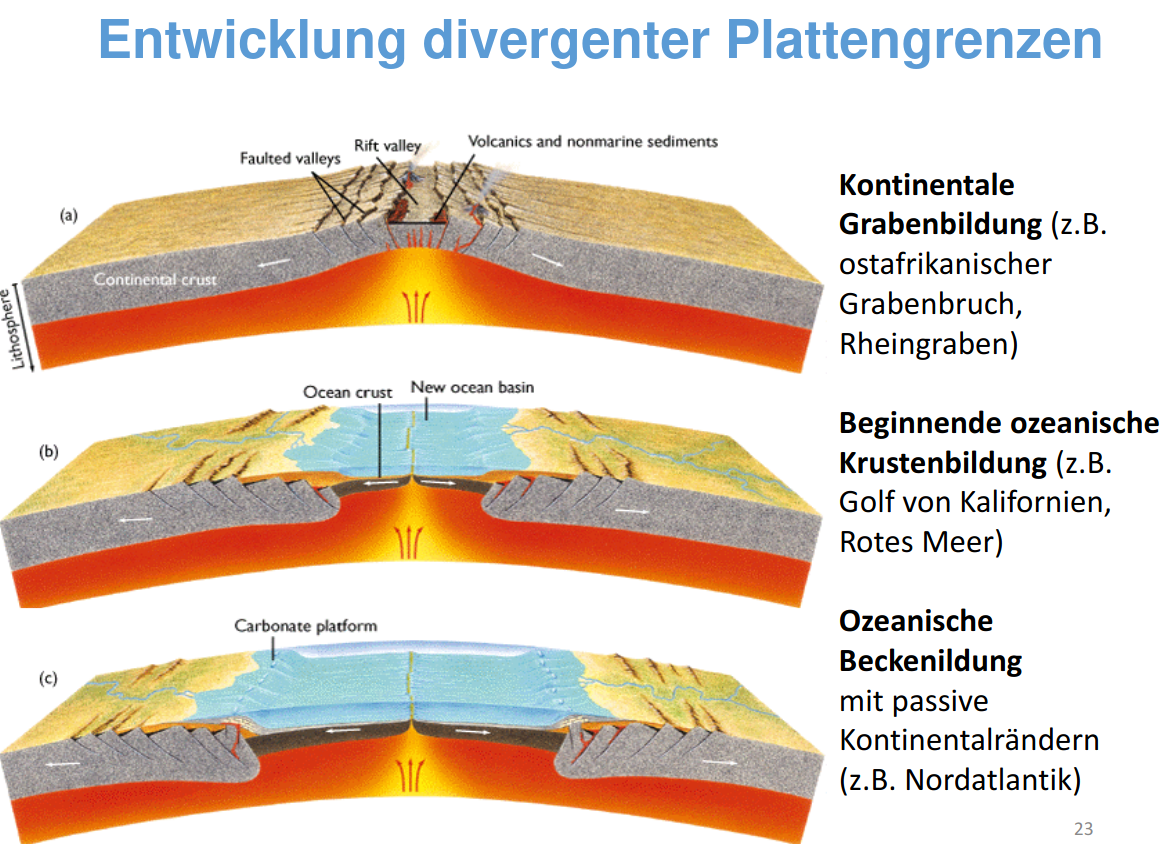 Entwicklung divergenter Plattengrenzen
Rift valley
Volcanics and nonmarine sediments
Faulted valleys
(a)
Continental crust
Lithosphere
Kontinentale
Grabenbildung (z.B.
ostafrikanischer
Grabenbruch,
Rheingraben)
Ocean crust
New ocean basin
(b)
Beginnende ozeanische
Krustenbildung (z.B.
Golf von Kalifornien,
Rotes Meer)
Carbonate platform
(c)
Ozeanische
Beckenildung
mit passive
Kontinentalrändern
(z.B. Nordatlantik)
23